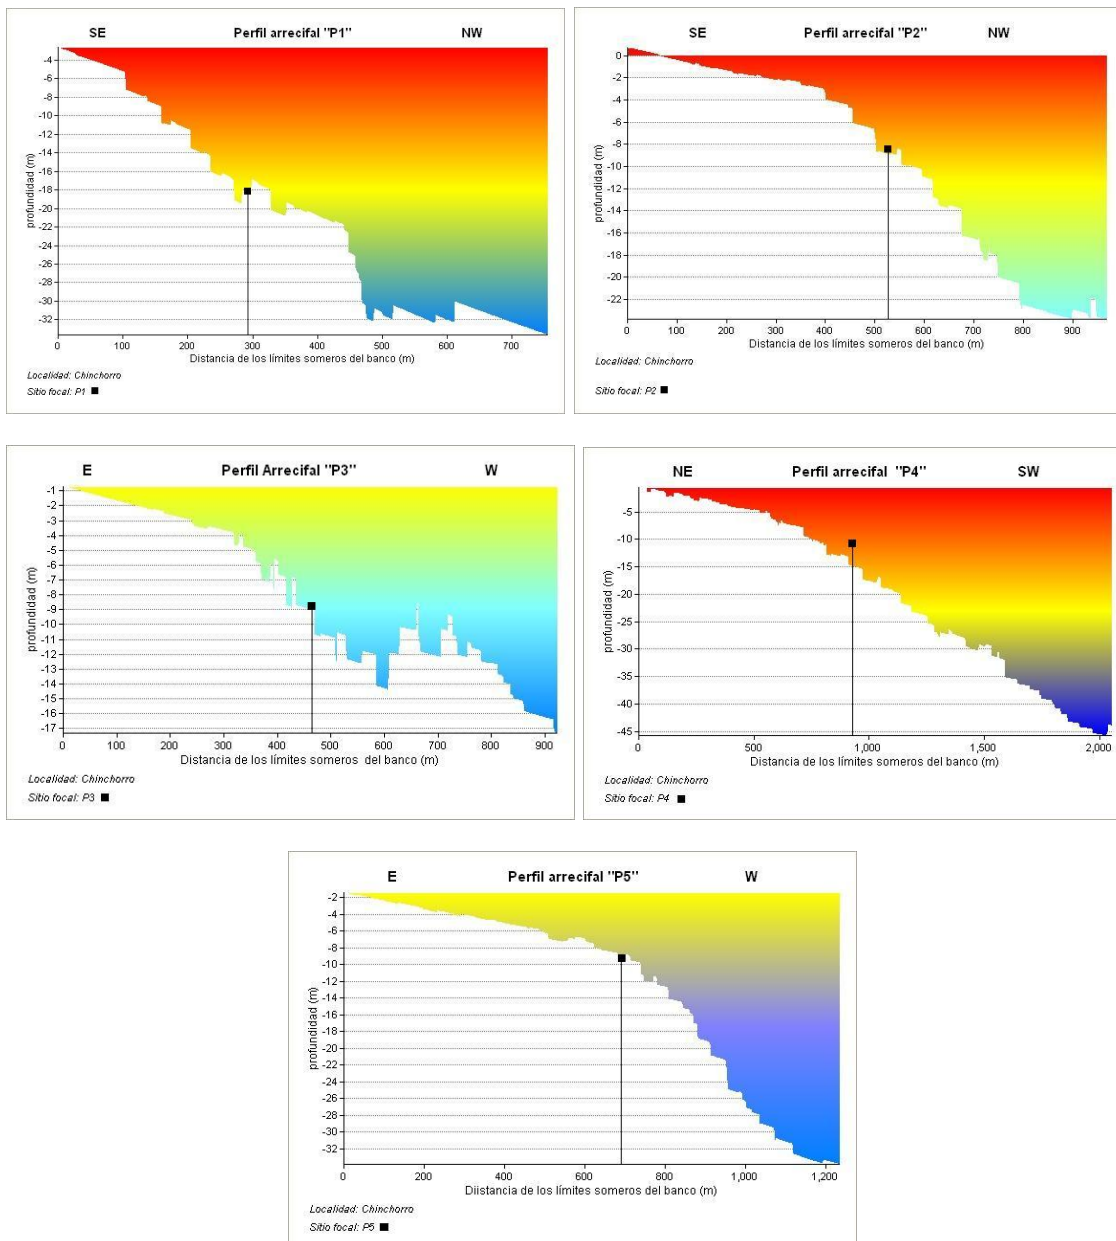 SE Perfil arrecifal "P1" NW
profundidad (m)
-4
-6
-8
-10
-12
-14
-16
-18
-20
-22
-24
-26
-28
-30
-32
0 100 200 300 400 500 600 700
Distancia de los límites someros del banco (m)
Localidad: Chinchorro
Sitio focal: P1
SE Perfil arrecifal "P2" NW
profundidad (m)
0
-2
-4
-6
-8
-10
-12
-14
-16
-18
-20
-22
0 100 200 300 400 500 600 700 800 900
Distancia de los límites someros del banco (m)
Localidad: Chinchorro
Sitio focal: P2
E Perfil Arrecifal "P3" W
profundidad (m)
-1
-2
-3
-4
-5
-6
-7
-8
-9
-10
-11
-12
-13
-14
-15
-16
-17
0 100 200 300 400 500 600 700 800 900
Distancia de los límites someros del banco (m)
Localidad: Chinchorro
Sitio focal: P3
NE Perfil arrecifal "P4" SW
profundidad (m)
-5
-10
-15
-20
-25
-30
-35
-40
-45
0 500 1,000 1,500 2,000
Distancia de los límites someros del banco (m)
Localidad: Chinchorro
Sitio focal: P4
E Perfil arrecifal "P5" W
profundidad (m)
-2
-4
-6
-8
-10
-12
-14
-16
-18
-20
-22
-24
-26
-28
-30
-32
0 200 400 600 800 1,000 1,200
Diistancia de los límites someros del banco (m)
Localidad: Chinchorro
Sitio focal: P5